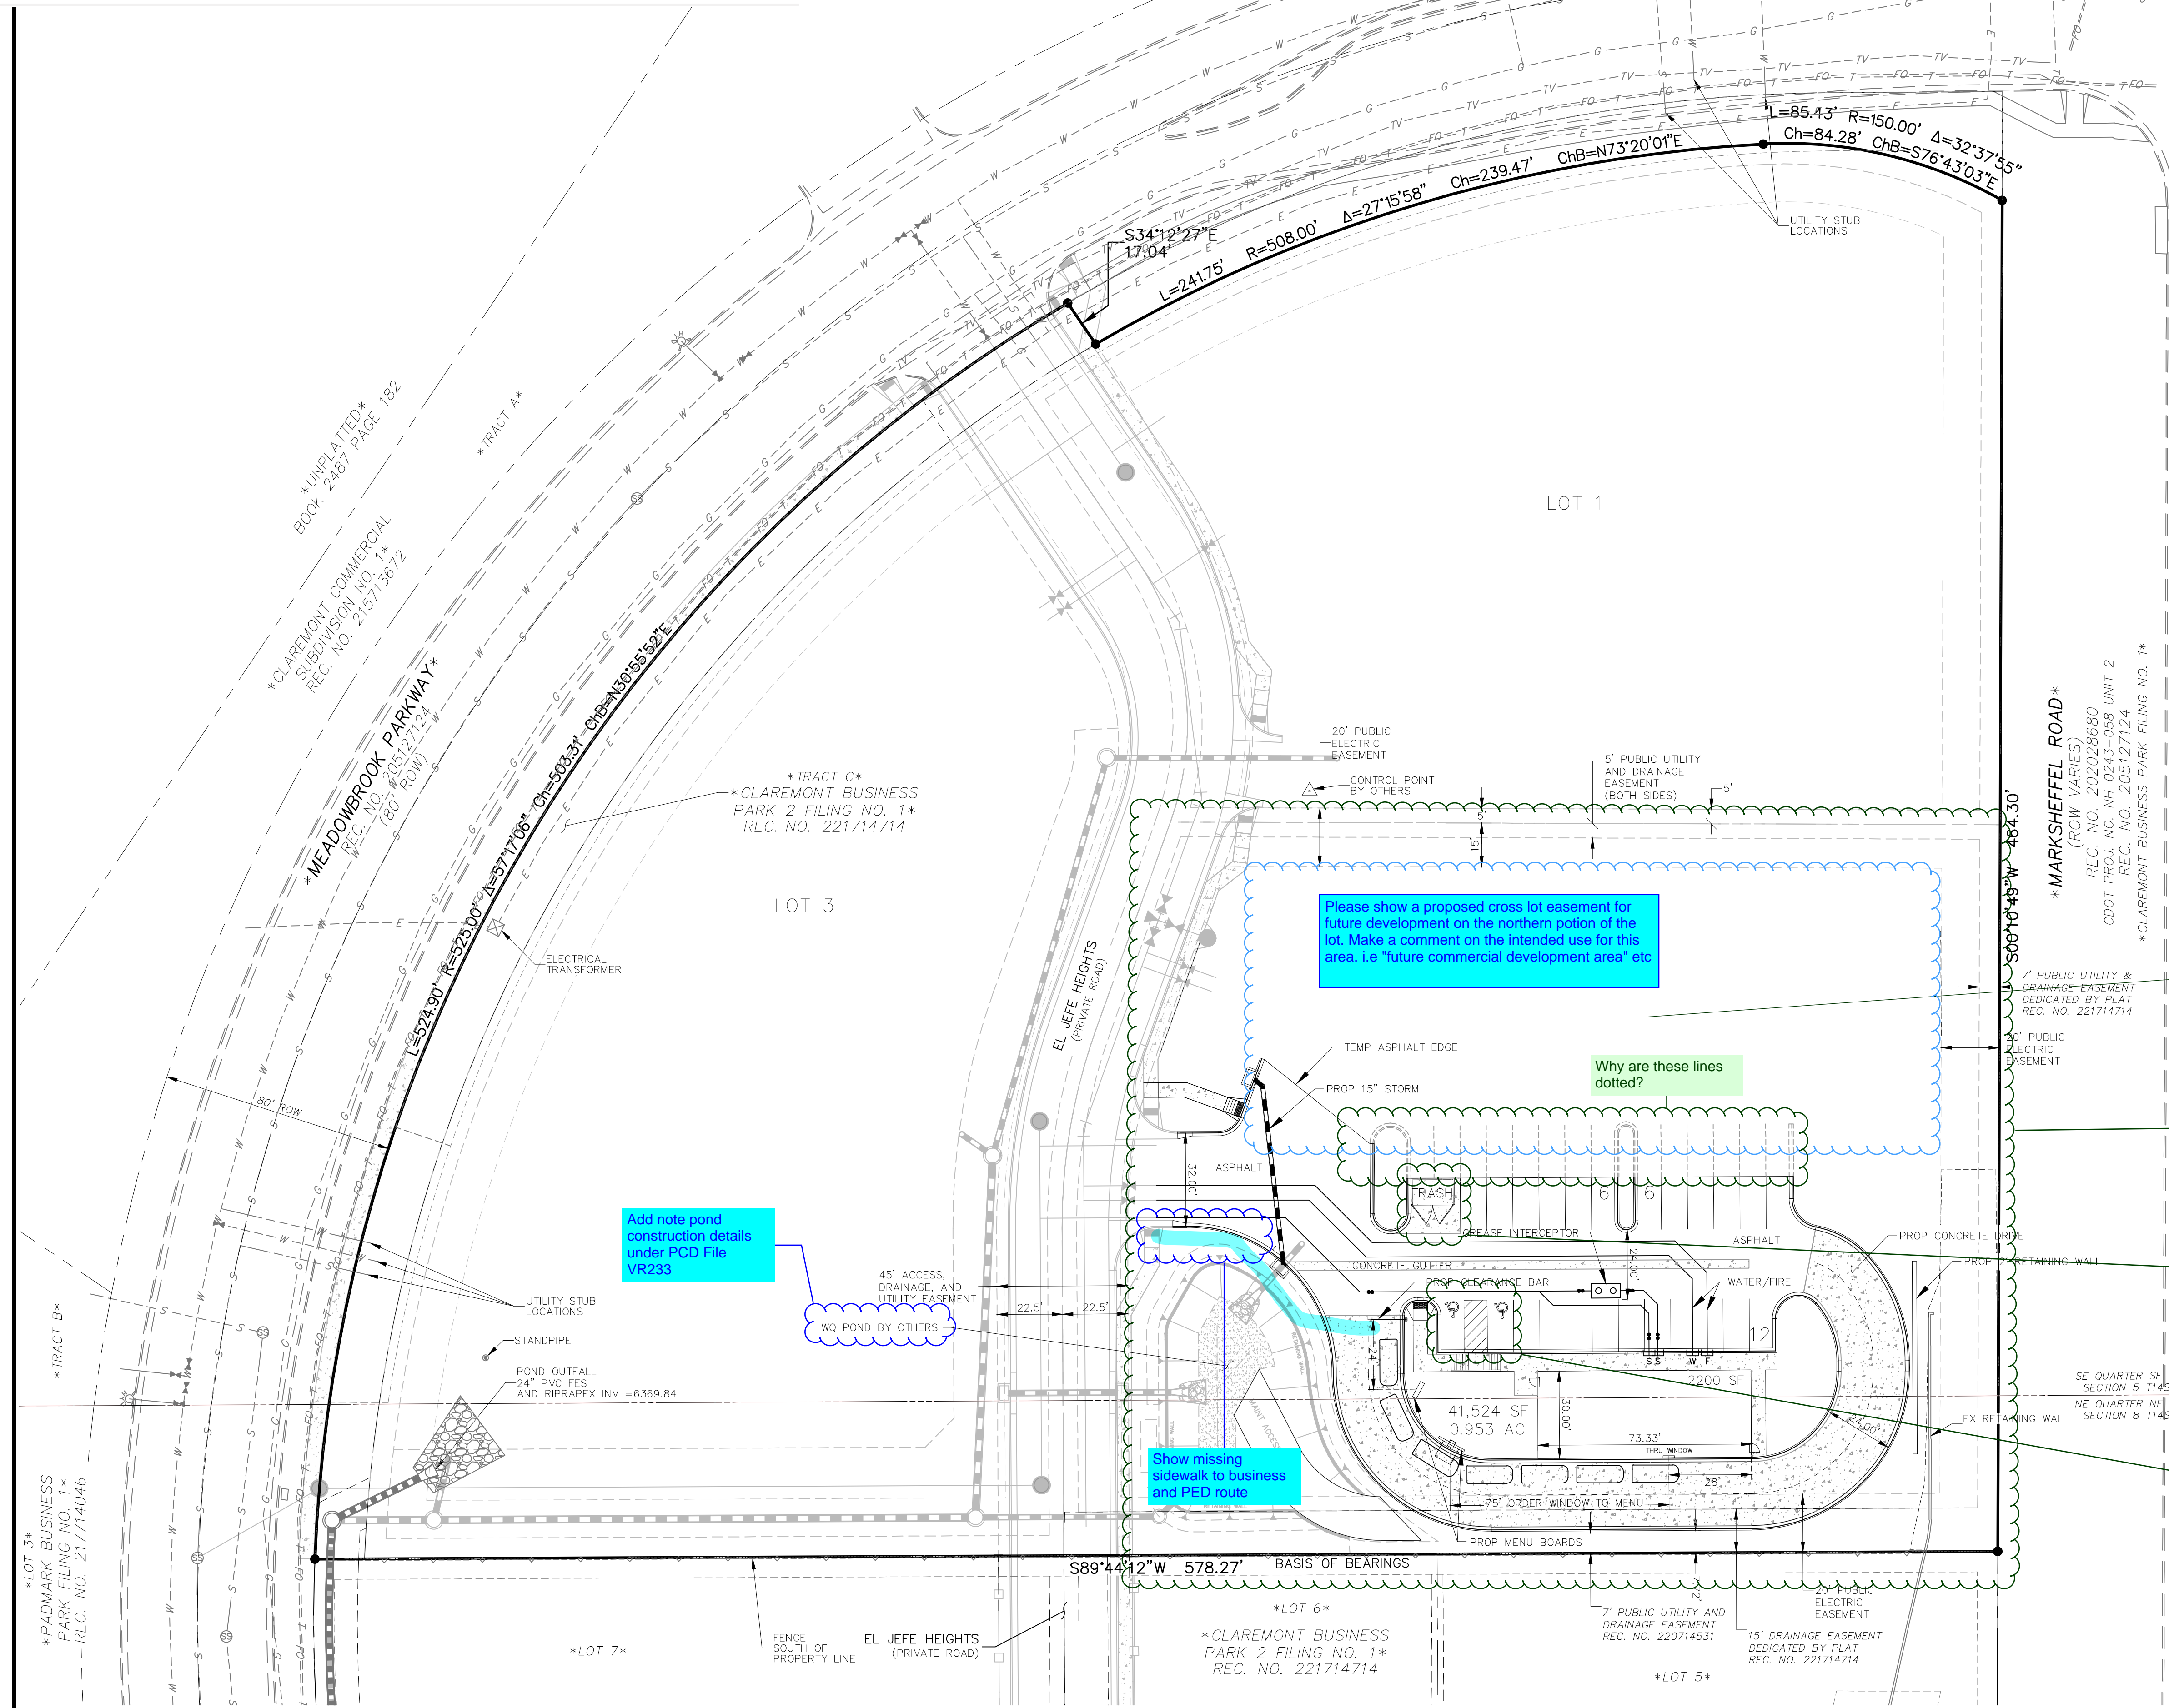 L=85.43' R=150.00' Δ=32°37'55"
Ch=84.28' ChB=S76°43'03"E
L=241.75' R=508.00' Δ=27°15'58" Ch=239.47' ChB=N73°20'01"E
S34°12'27"E
17.04'
UTILITY STUB
LOCATIONS
*UNPLATTED*
BOOK 2487 PAGE 182
*TRACT A*
*CLAREMONT COMMERCIAL
SUBDIVISION NO. 1*
REC. NO. 215713672
*MEADOWBROOK PARKWAY*
REC. NO. 205127124
(80' ROW)
L=524.90' R=525.00' Δ=57°17'06" Ch=503.31' ChB=N30°55'52"E
LOT 1
*TRACT C*
*CLAREMONT BUSINESS
PARK 2 FILING NO. 1*
REC. NO. 221714714
LOT 3
ELECTRICAL
TRANSFORMER
80' ROW
20' PUBLIC
ELECTRIC
EASEMENT
CONTROL POINT
BY OTHERS
5' PUBLIC UTILITY
AND DRAINAGE
EASEMENT
(BOTH SIDES)
5'
5'
15'
S00°10'49"W 464.30'
*MARKSHEFFEL ROAD*
(ROW VARIES)
REC. NO. 202028680
CDOT PROJ. NO. NH 0243-058 UNIT 2
REC. NO. 205127124
*CLAREMONT BUSINESS PARK FILING NO. 1*
Please show a proposed cross lot easement for
future development on the northern potion of the
lot. Make a comment on the intended use for this
area. i.e "future commercial development area" etc
7' PUBLIC UTILITY &
DRAINAGE EASEMENT
DEDICATED BY PLAT
REC. NO. 221714714
20' PUBLIC
ELECTRIC
EASEMENT
EL JEFE HEIGHTS
(PRIVATE ROAD)
TEMP ASPHALT EDGE
PROP 15" STORM
Why are these lines
dotted?
32.00'
ASPHALT
TRASH
6
6
GREASE INTERCEPTOR
24.00'
ASPHALT
PROP CONCRETE DRIVE
PROP 2' RETAINING WALL
CONCRETE GUTTER
PROP CLEARANCE BAR
WATER/FIRE
Add note pond
construction details
under PCD File
VR233
45' ACCESS,
DRAINAGE, AND
UTILITY EASEMENT
22.5'
22.5'
WQ POND BY OTHERS
UTILITY STUB
LOCATIONS
STANDPIPE
POND OUTFALL
24" PVC FES
AND RIPRAPEX INV =6369.84
*TRACT B*
RETAINING WALL
24'
12
S S W F
2200 SF
41,524 SF
0.953 AC
30.00'
73.33'
THRU WINDOW
24.00'
28'
75' ORDER WINDOW TO MENU
PROP MENU BOARDS
EX RETAINING WALL
SE QUARTER SE
SECTION 5 T14S
NE QUARTER NE
SECTION 8 T14S
Show missing
sidewalk to business
and PED route
RETAINING WALL
S89°44'12"W 578.27' BASIS OF BEARINGS
7.72'
*LOT 3*
*PADMARK BUSINESS
PARK FILING NO. 1*
REC. NO. 217714046
*LOT 7*
FENCE
SOUTH OF
PROPERTY LINE
EL JEFE HEIGHTS
(PRIVATE ROAD)
*LOT 6*
*CLAREMONT BUSINESS
PARK 2 FILING NO. 1*
REC. NO. 221714714
7' PUBLIC UTILITY AND
DRAINAGE EASEMENT
REC. NO. 220714531
15' DRAINAGE EASEMENT
DEDICATED BY PLAT
REC. NO. 221714714
20' PUBLIC
ELECTRIC
EASEMENT
*LOT 5*